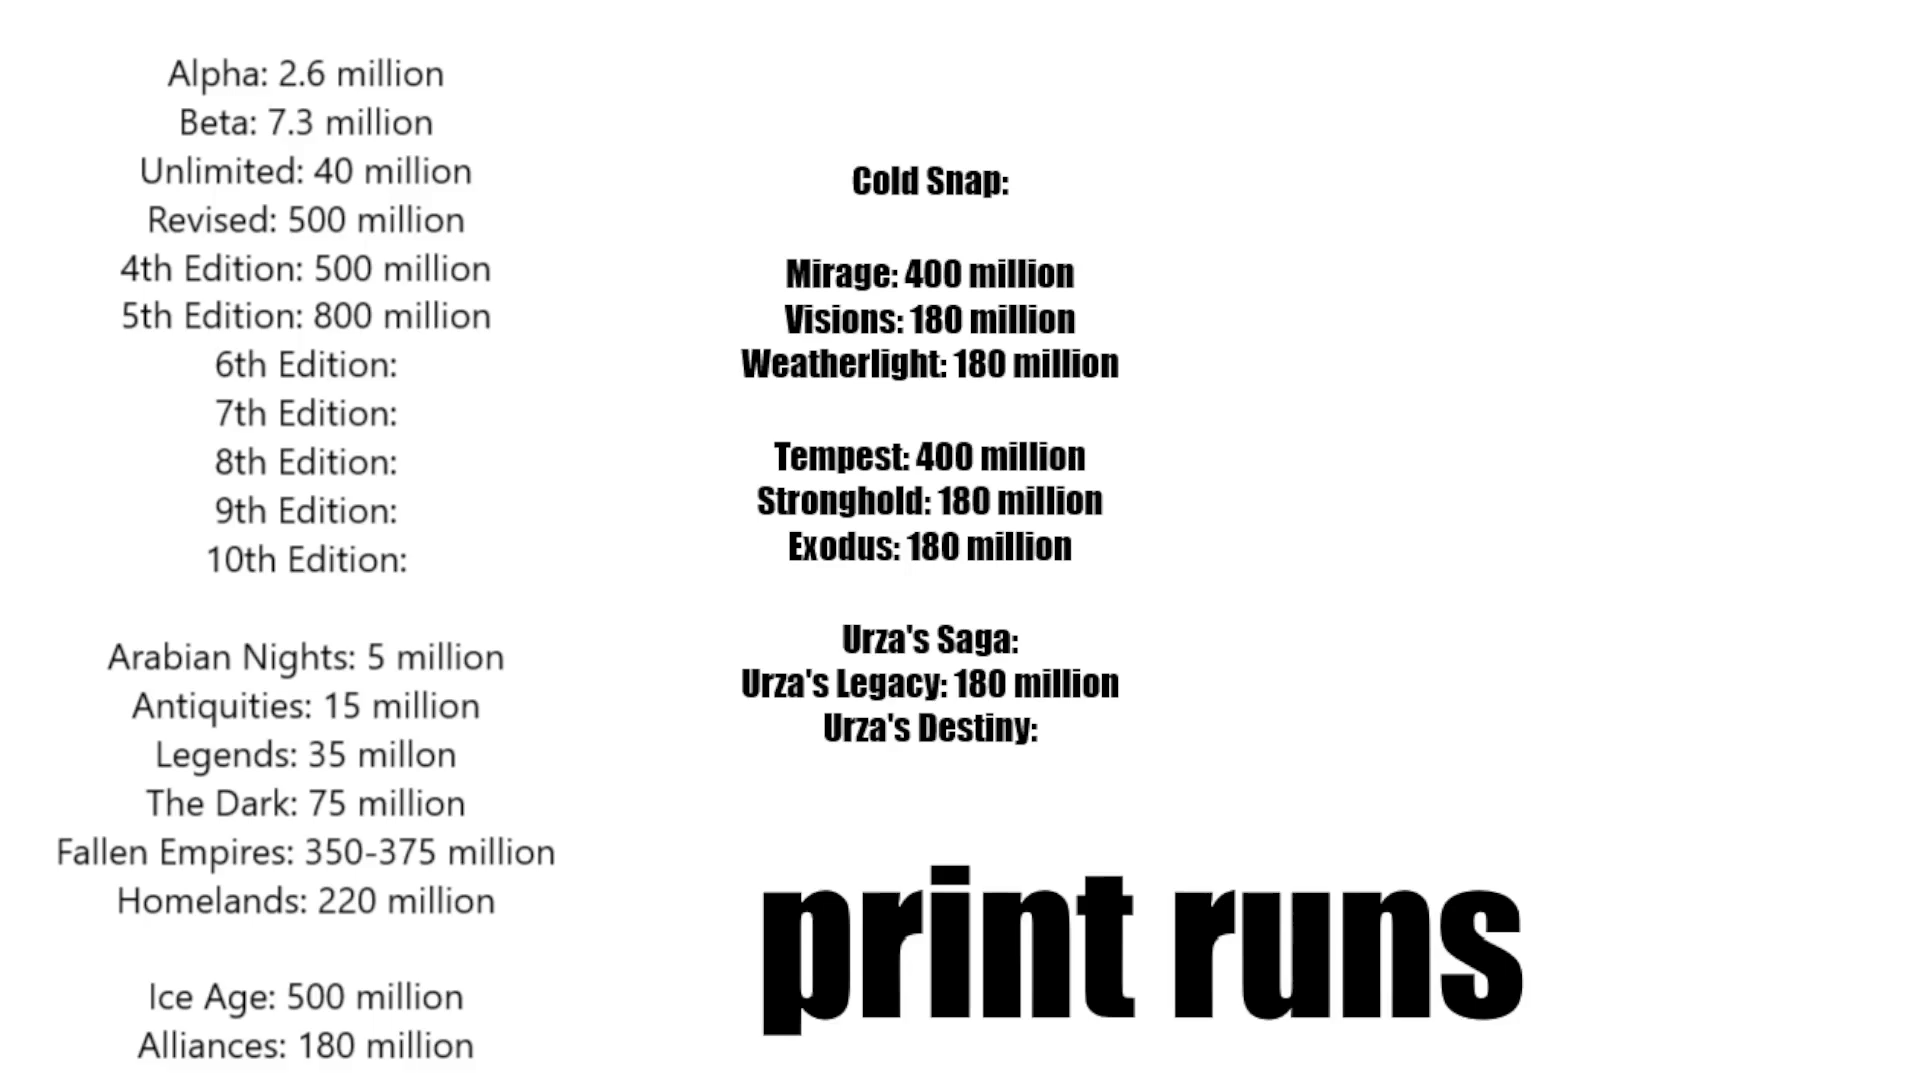 Alpha: 2.6 million
Beta: 7.3 million
Unlimited: 40 million
Revised: 500 million
4th Edition: 500 million
5th Edition: 800 million
6th Edition:
7th Edition:
8th Edition:
9th Edition:
10th Edition:
Arabian Nights: 5 million
Antiquities: 15 million
Legends: 35 millon
The Dark: 75 million
Fallen Empires: 350-375 million
Homelands: 220 million
Ice Age: 500 million
Alliances: 180 million
Cold Snap:
Mirage: 400 million
Visions: 180 million
Weatherlight: 180 million
Tempest: 400 million
Stronghold: 180 million
Exodus: 180 million
Urza's Saga:
Urza's Legacy: 180 million
Urza's Destiny:
print runs